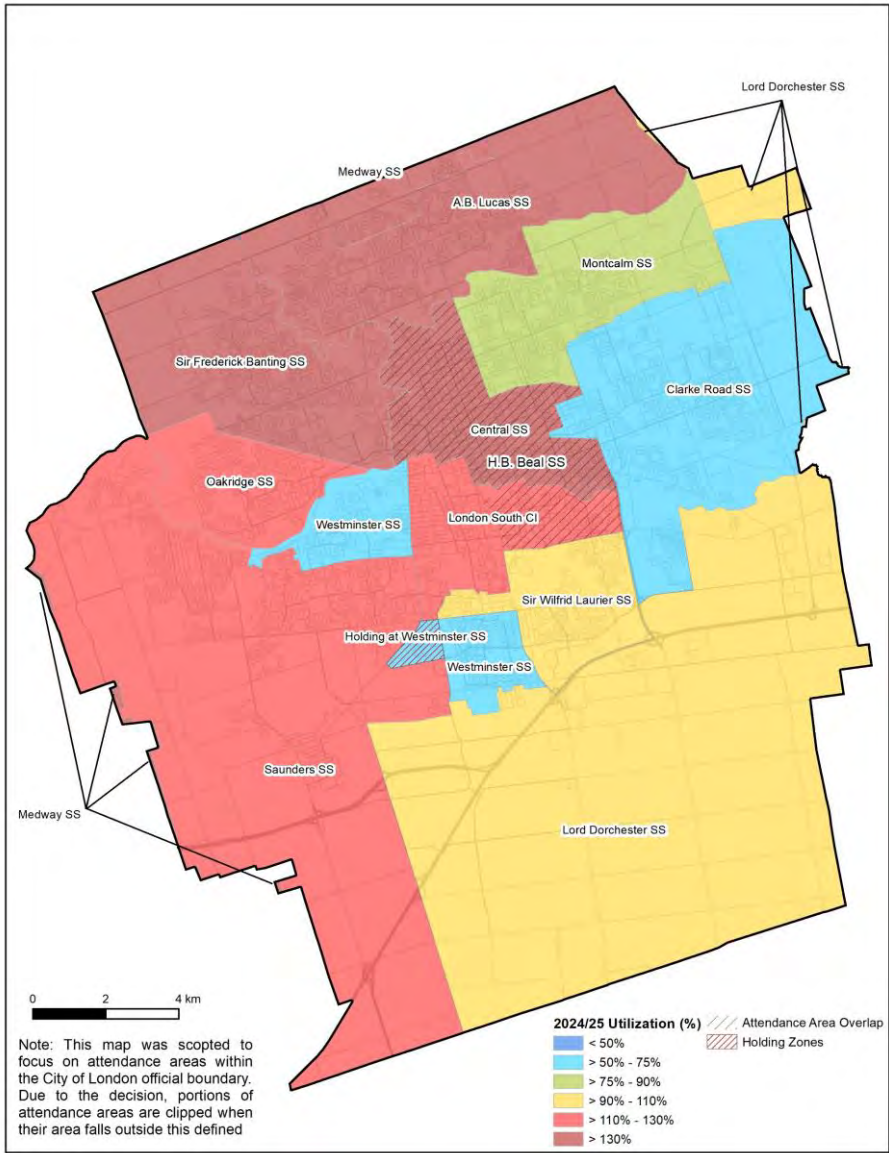 Lord Dorchester SS
Medway SS
A.B. Lucas SS
Montcalm SS
Sir Frederick Banting SS
Clarke Road SS
Central SS
H.B. Beal SS
Oakridge SS
Westminster SS
London South CI
Sir Wilfrid Laurier SS
Holding at Westminster SS
Westminster SS
Saunders SS
Medway SS
Lord Dorchester SS
0 2 4 km
Note: This map was scopted to
focus on attendance areas within
the City of London official boundary.
Due to the decision, portions of
attendance areas are clipped when
their area falls outside this defined
2024/25 Utilization (%)
< 50%
> 50% - 75%
> 75% - 90%
> 90% - 110%
> 110% - 130%
> 130%
Attendance Area Overlap
Holding Zones